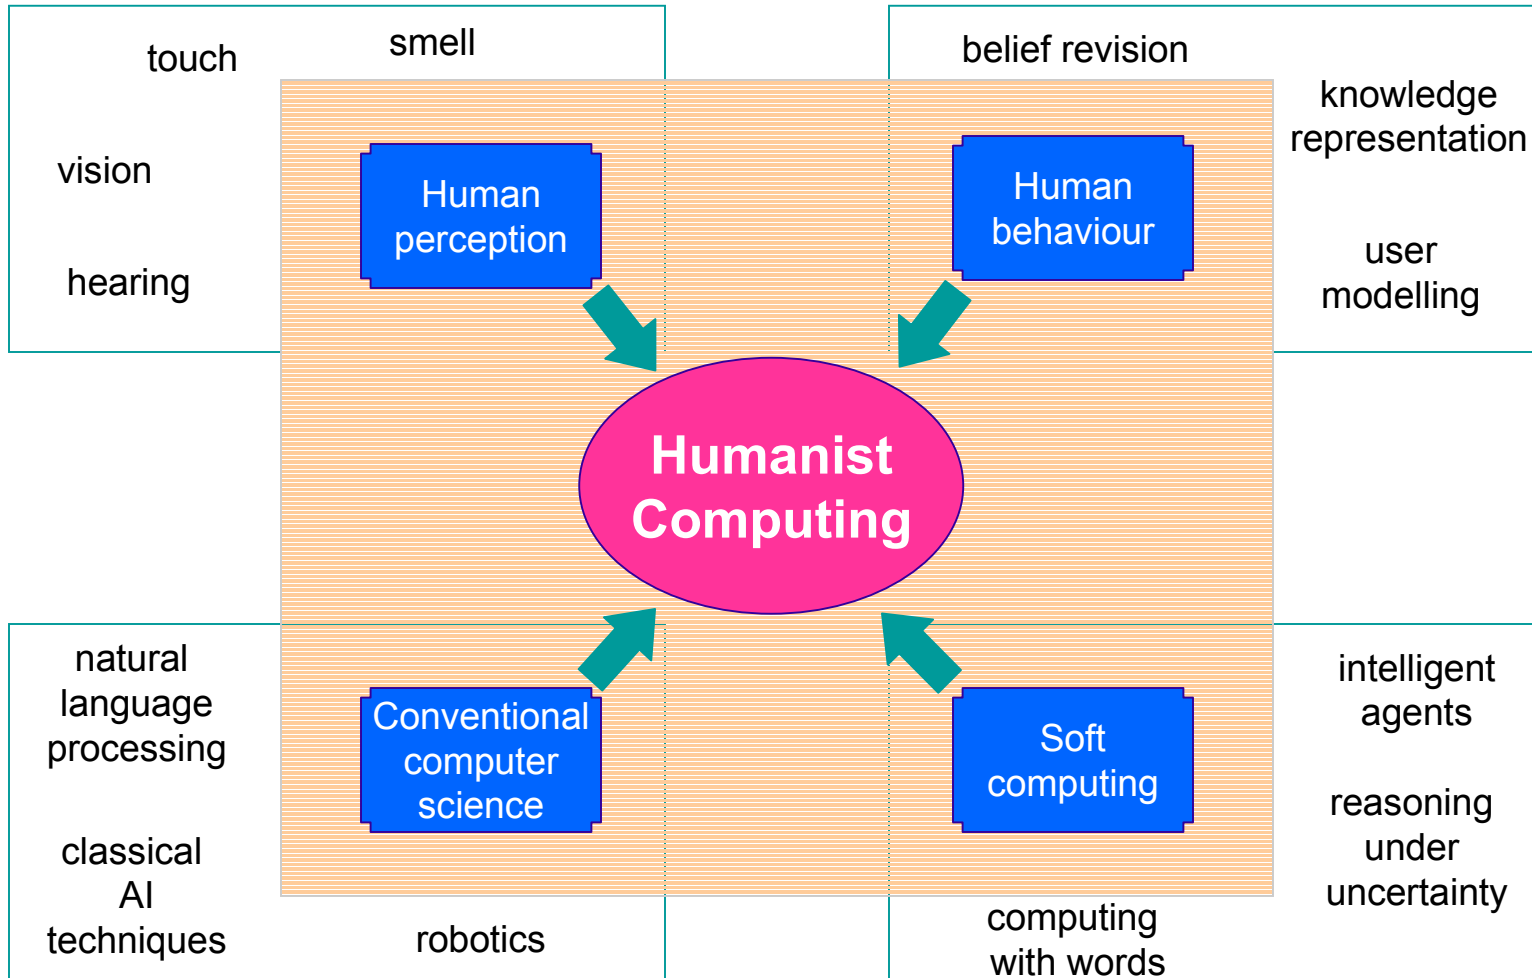 touch
smell
vision
hearing
Human
perception
belief revision
knowledge
representation
Human
behaviour
user
modelling
Humanist
Computing
natural
language
processing
classical
AI
techniques
robotics
Conventional
computer
science
Soft
computing
intelligent
agents
reasoning
under
uncertainty
computing
with words